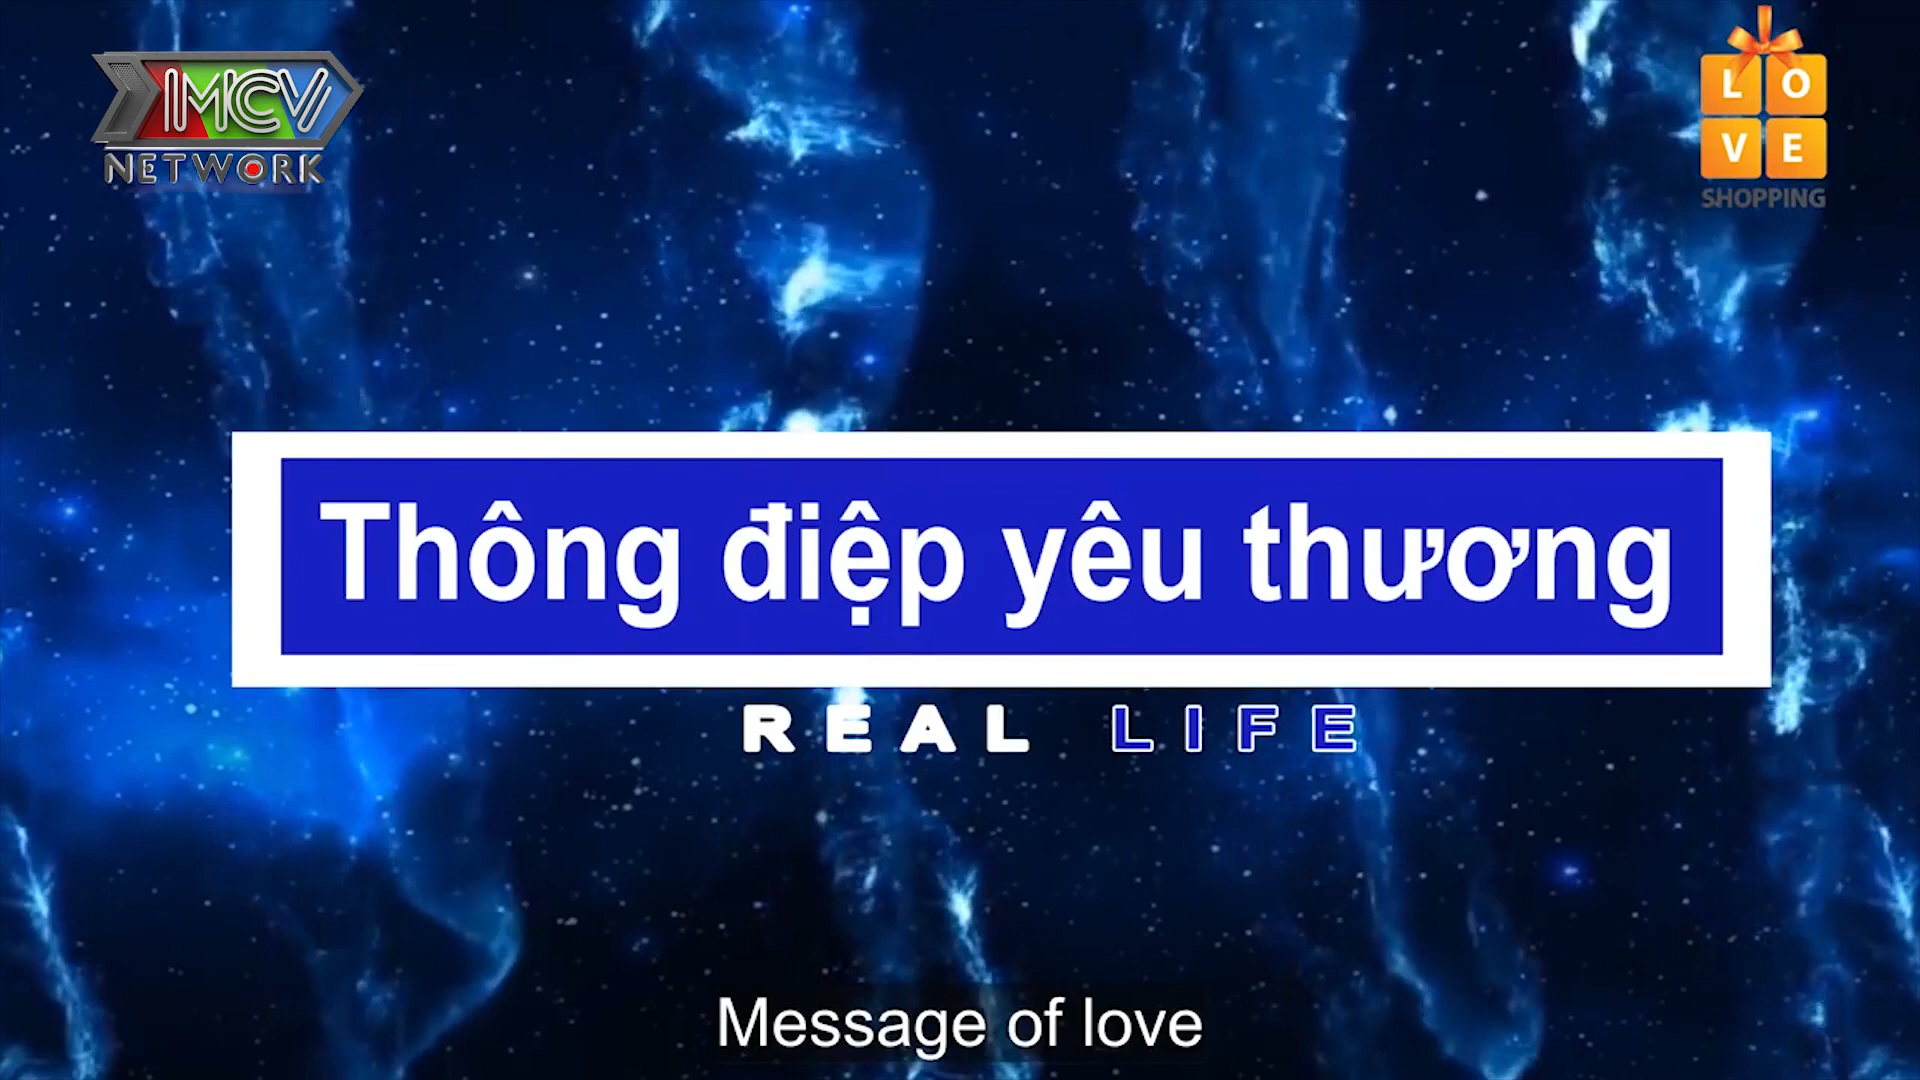 MCV
NETWORK
L O
V E
SHOPPING
Thông điệp yêu thương
REAL LIFE
Message of love